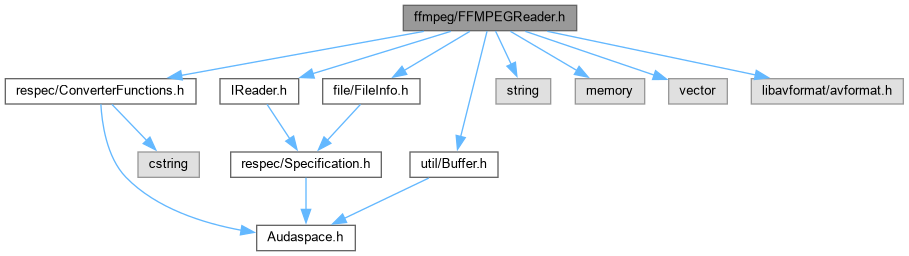 ffmpeg/FFMPEGReader.h
respec/ConverterFunctions.h
IReader.h
file/FileInfo.h
string
memory
vector
libavformat/avformat.h
cstring
respec/Specification.h
util/Buffer.h
Audaspace.h